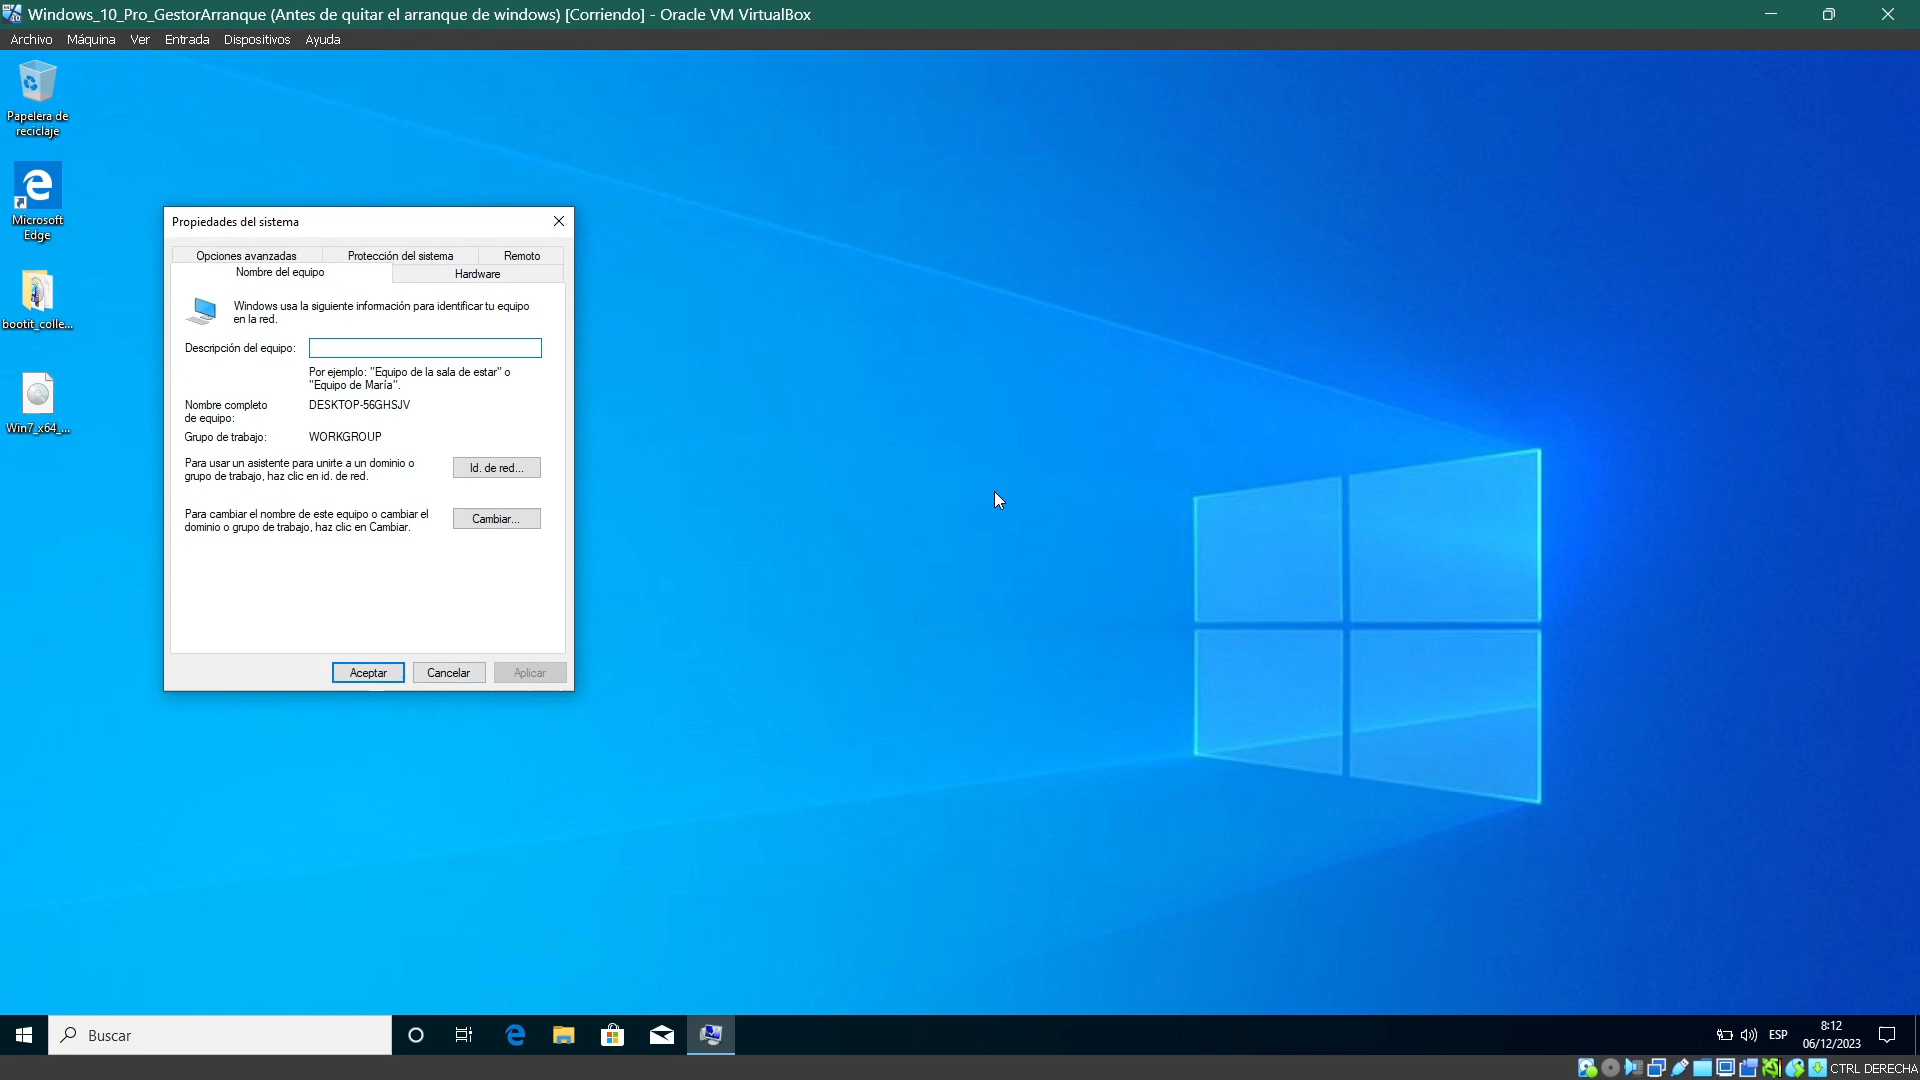 Windows_10_Pro_GestorArranque (Antes de quitar el arranque de windows) [Corriendo] - Oracle VM VirtualBox
Archivo Máquina Ver Entrada Dispositivos Ayuda
Papelera de
reciclaje
Microsoft
Edge
bootit_colle...
Win7_x64_...
Propiedades del sistema
Opciones avanzadas Protección del sistema Remoto
Nombre del equipo Hardware
Windows usa la siguiente información para identificar tu equipo
en la red.
Descripción del equipo:
Por ejemplo: "Equipo de la sala de estar" o
"Equipo de María".
Nombre completo DESKTOP-56GHSJV
de equipo:
Grupo de trabajo: WORKGROUP
Para usar un asistente para unirte a un dominio o
grupo de trabajo, haz clic en id. de red.
Id. de red...
Para cambiar el nombre de este equipo o cambiar el
dominio o grupo de trabajo, haz clic en Cambiar.
Cambiar...
Aceptar Cancelar Aplicar
Buscar
ESP
8:12
06/12/2023
CTRL DERECHA